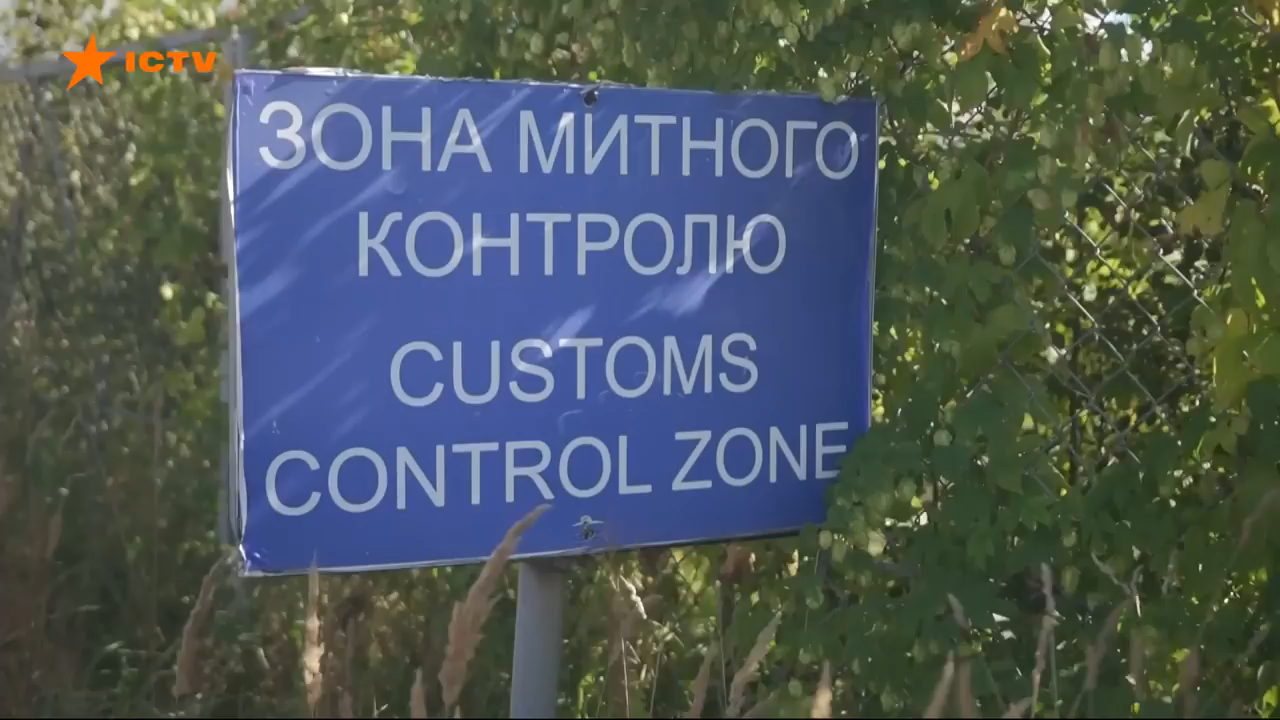 ICTV
ЗОНА МИТНОГО
КОНТРОЛЮ
CUSTOMS
CONTROL ZONE